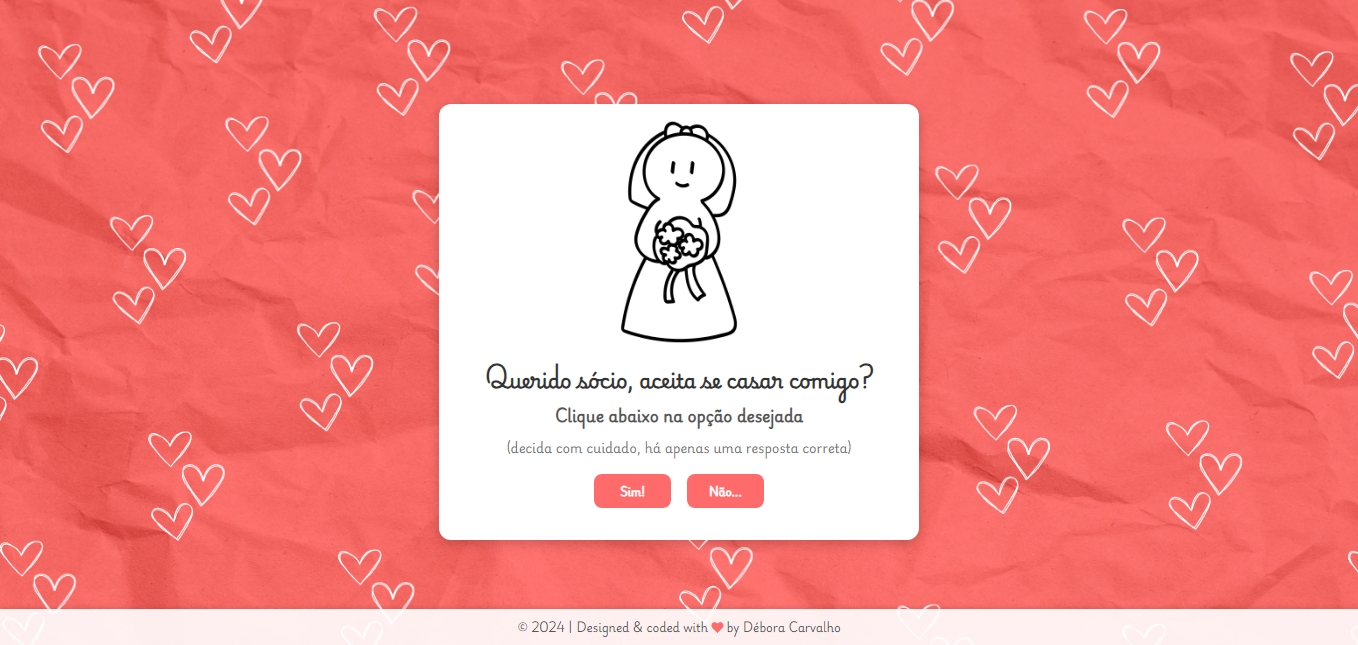 Querido sócio, aceita se casar comigo?
Clique abaixo na opção desejada
(decida com cuidado, há apenas uma resposta correta)
Sim! Não...
© 2024 | Designed & coded with ❤ by Débora Carvalho